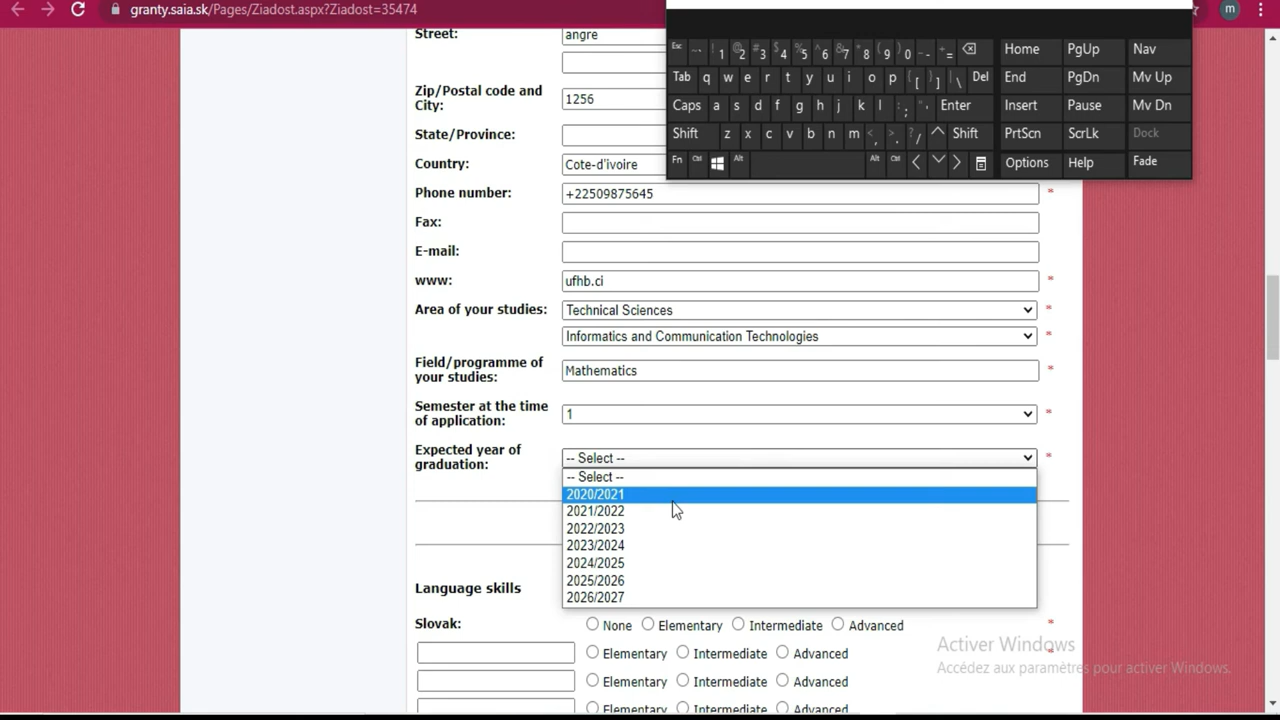 granty.saia.sk/Pages/Ziadost.aspx?Ziadost=35474
m
Street:
angre
Zip/Postal code and
City:
1256
State/Province:
Country:
Cote-d'ivoire
Phone number:
+22509875645
*
Fax:
E-mail:
www:
ufhb.ci
*
Area of your studies:
Technical Sciences
*
Informatics and Communication Technologies
*
Field/programme of
your studies:
Mathematics
*
Semester at the time
of application:
1
*
Expected year of
graduation:
-- Select --
*
-- Select --
2020/2021
2021/2022
2022/2023
2023/2024
2024/2025
2025/2026
2026/2027
Language skills
Slovak:
None Elementary Intermediate Advanced
*
Elementary Intermediate Advanced
*
Elementary Intermediate Advanced
Elementary Intermediate Advanced
Esc ~` ! 1 @ 2 # 3 $ 4 % 5 ^ 6 & 7 * 8 ( 9 ) 0 _ - + = Home PgUp Nav
Tab q w e r t y u i o p { [ } ] | \ Del End PgDn Mv Up
Caps a s d f g h j k l : ; " ' Enter Insert Pause Mv Dn
Shift z x c v b n m < , > . ? / Shift PrtScn ScrLk Dock
Fn Ctrl Alt Alt Ctrl Options Help Fade
Activer Windows
Accédez aux paramètres pour activer Windows.